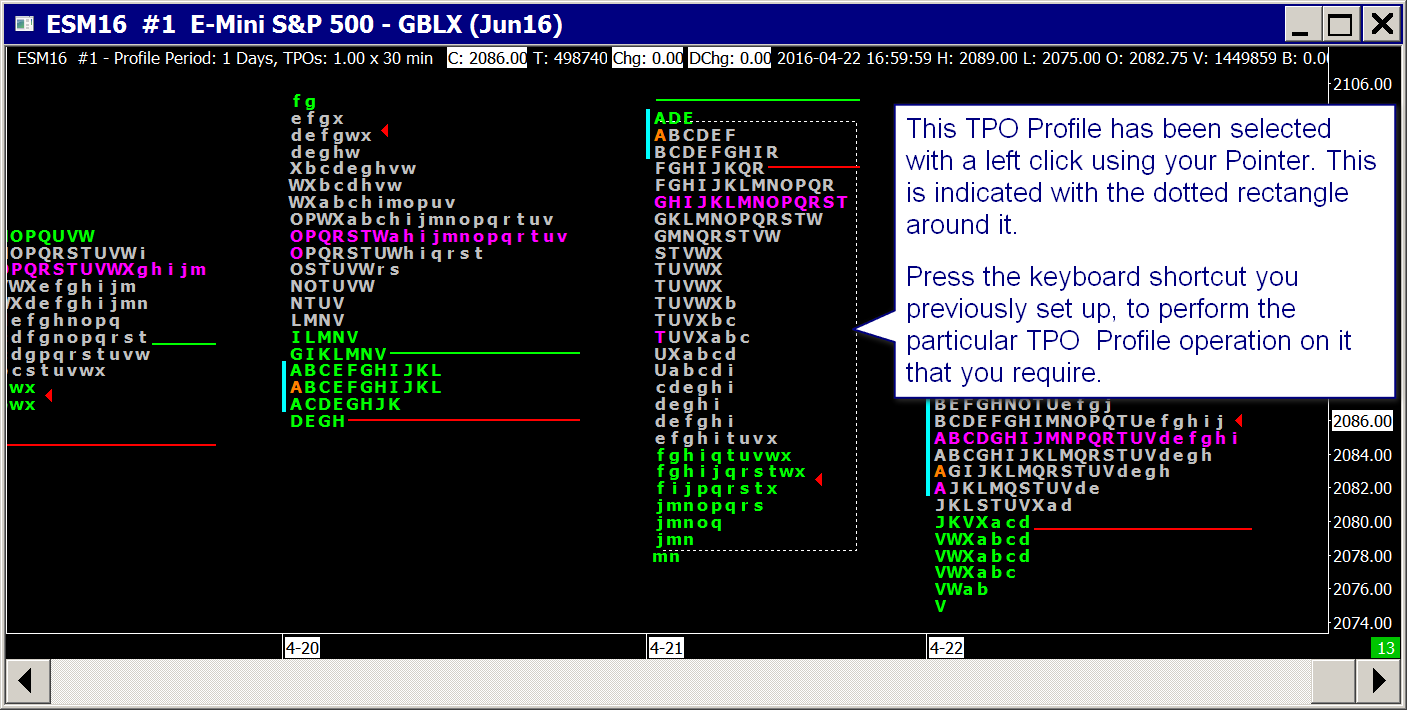 ESM16 #1 E-Mini S&P 500 - GBLX (Jun16)
ESM16 #1 - Profile Period: 1 Days, TPOs: 1.00 x 30 min C: 2086.00 T: 498740 Chg: 0.00 DChg: 0.00 2016-04-22 16:59:59 H: 2089.00 L: 2075.00 O: 2082.75 V: 1449859 B: 0.00
OPQUVW
OPQRSTUVWi
PQRSTUVWXghijm
WXefghijm
Xdefghijmn
efghnopq
dfgnopqrst
dgpqrstuvw
cstuvwx
wx
wx
fg
efgx
defgwx
deghw
Xbcdeghvw
WXbcdhvw
WXabchimopuv
OPWXabchijmnopqrtuv
OPQRSTWahijmnopqrtuv
OPQRSTUWhiqrst
OSTUVWrs
NOTUVW
NTUV
LMNV
ILMNV
GIKLMNV
ABCEFGHIJKL
ABCEFGHIJKL
ACDEGHJK
DEGH
ADE
ABCDEF
BCDEFGHIR
FGHIJKQR
FGHIJKLMNOPQR
GHIJKLMNOPQRST
GKLMNOPQRSTW
GMNQRSTVW
STVWX
TUVWX
TUVWX
TUVWXb
TUVXbc
TUVXabc
UXabcd
Uabcdi
cdeghi
deghi
defghi
efghituvx
fghiqtuvwx
fghijqrstwx
fijpqrstx
jmnopqrs
jmnoq
jmn
mn
This TPO Profile has been selected
with a left click using your Pointer. This
is indicated with the dotted rectangle
around it.
Press the keyboard shortcut you
previously set up, to perform the
particular TPO Profile operation on it
that you require.
BEFGHNOTUefgj
BCDEFGHIMNOPQTUefghij
ABCDGHIJMNPQRTUVdefghi
ABCGHIJKLMQRSTUVdegh
AGIJKLMQRSTUVdegh
AJKLMQSTUVde
JKLSTUVXad
JKVXacd
VWXabcd
VWXabcd
VWXabc
VWab
V
2106.00
2086.00
2084.00
2082.00
2080.00
2078.00
2076.00
2074.00
4-20
4-21
4-22
13